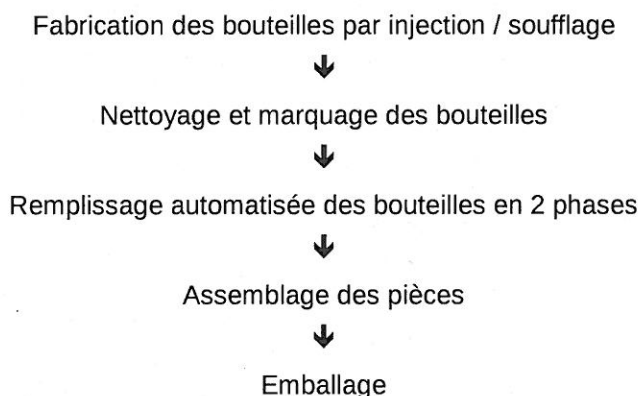 Fabrication des bouteilles par injection / soufflage
Nettoyage et marquage des bouteilles
Remplissage automatisée des bouteilles en 2 phases
Assemblage des pièces
Emballage